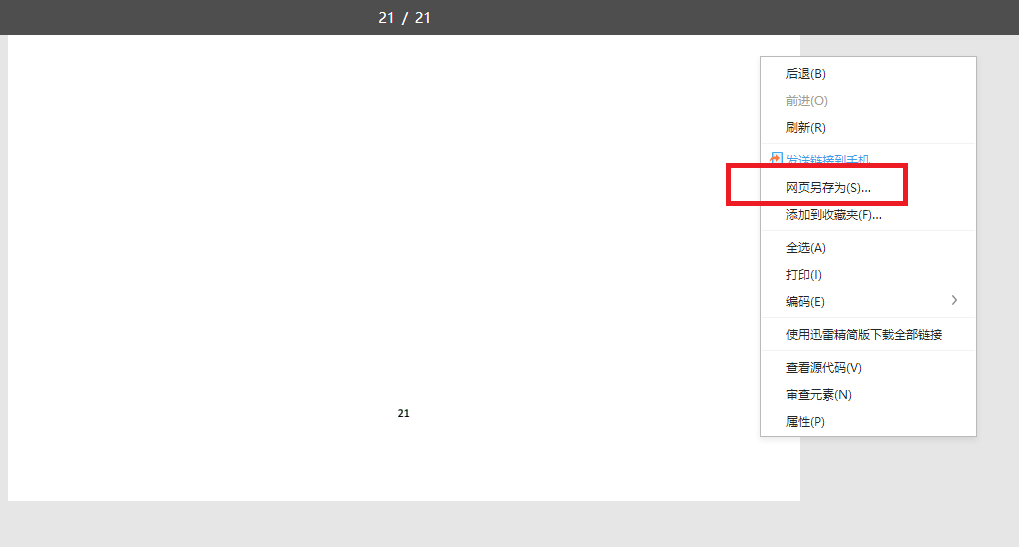 21 / 21
后退(B)
前进(O)
刷新(R)
发送链接到手机
网页另存为(S)...
添加到收藏夹(F)...
全选(A)
打印(I)
编码(E)
使用迅雷精简版下载全部链接
查看源代码(V)
审查元素(N)
属性(P)
21